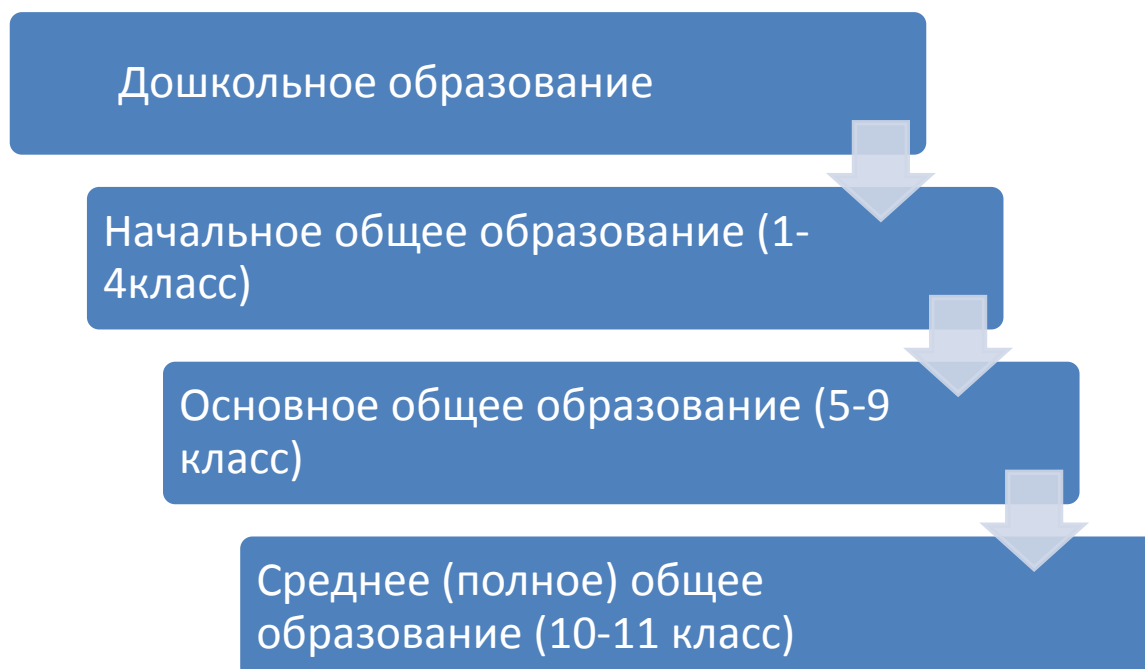 Дошкольное образование
Начальное общее образование (1-
4класс)
Основное общее образование (5-9
класс)
Среднее (полное) общее
образование (10-11 класс)